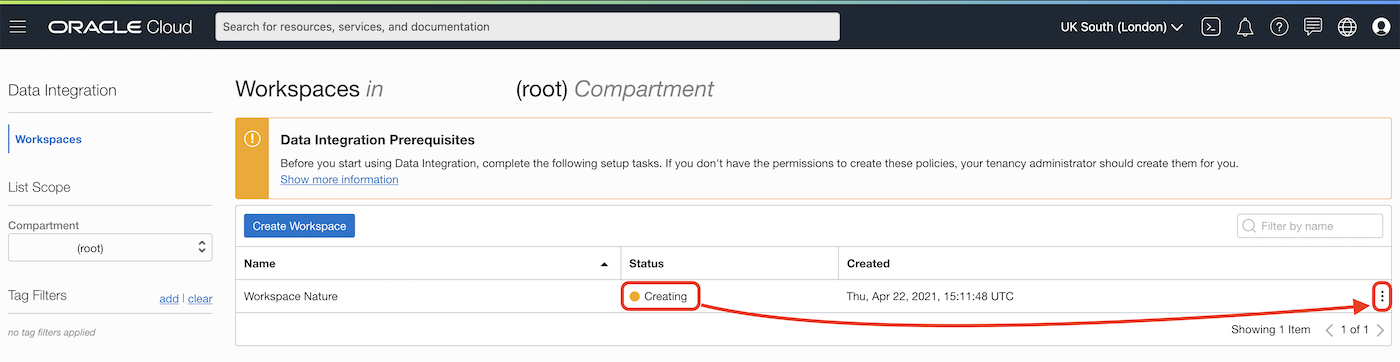 ORACLE Cloud
Search for resources, services, and documentation
UK South (London)
Data Integration
Workspaces
List Scope
Compartment
(root)
Tag Filters
add | clear
no tag filters applied
Workspaces in (root) Compartment
Data Integration Prerequisites
Before you start using Data Integration, complete the following setup tasks. If you don't have the permissions to create these policies, your tenancy administrator should create them for you.
Show more information
Create Workspace
Filter by name
Name Status Created
Workspace Nature Creating Thu, Apr 22, 2021, 15:11:48 UTC
Showing 1 Item 1 of 1